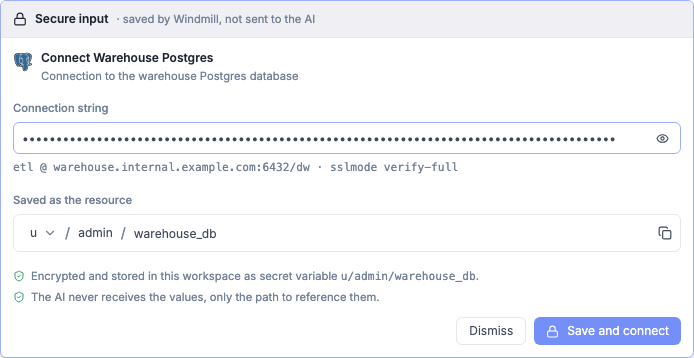 Secure input · saved by Windmill, not sent to the AI
Connect Warehouse Postgres
Connection to the warehouse Postgres database
Connection string
••••••••••••••••••••••••••••••••••••••••••••••••••••••••••••••••••••••••••••••••••••••••
etl @ warehouse.internal.example.com:6432/dw · sslmode verify-full
Saved as the resource
u / admin / warehouse_db
Encrypted and stored in this workspace as secret variable u/admin/warehouse_db.
The AI never receives the values, only the path to reference them.
Dismiss Save and connect